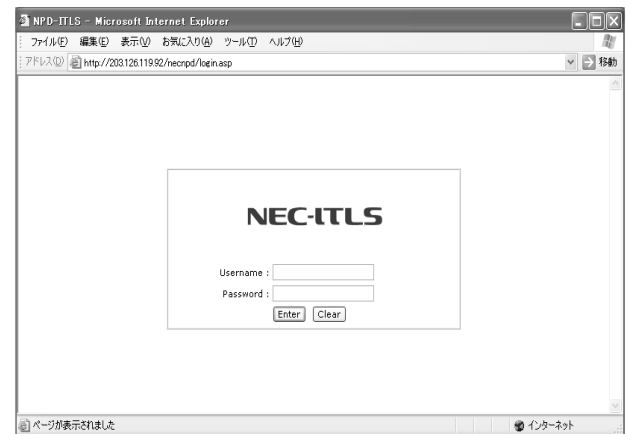 NPD-ITLS - Microsoft Internet Explorer
ファイル(F) 編集(E) 表示(V) お気に入り(A) ツール(T) ヘルプ(H)
アドレス(D) http://203.126.119.92/necnpd/login.asp 移動
NEC-ITLS
Username :
Password :
Enter Clear
ページが表示されました インターネット